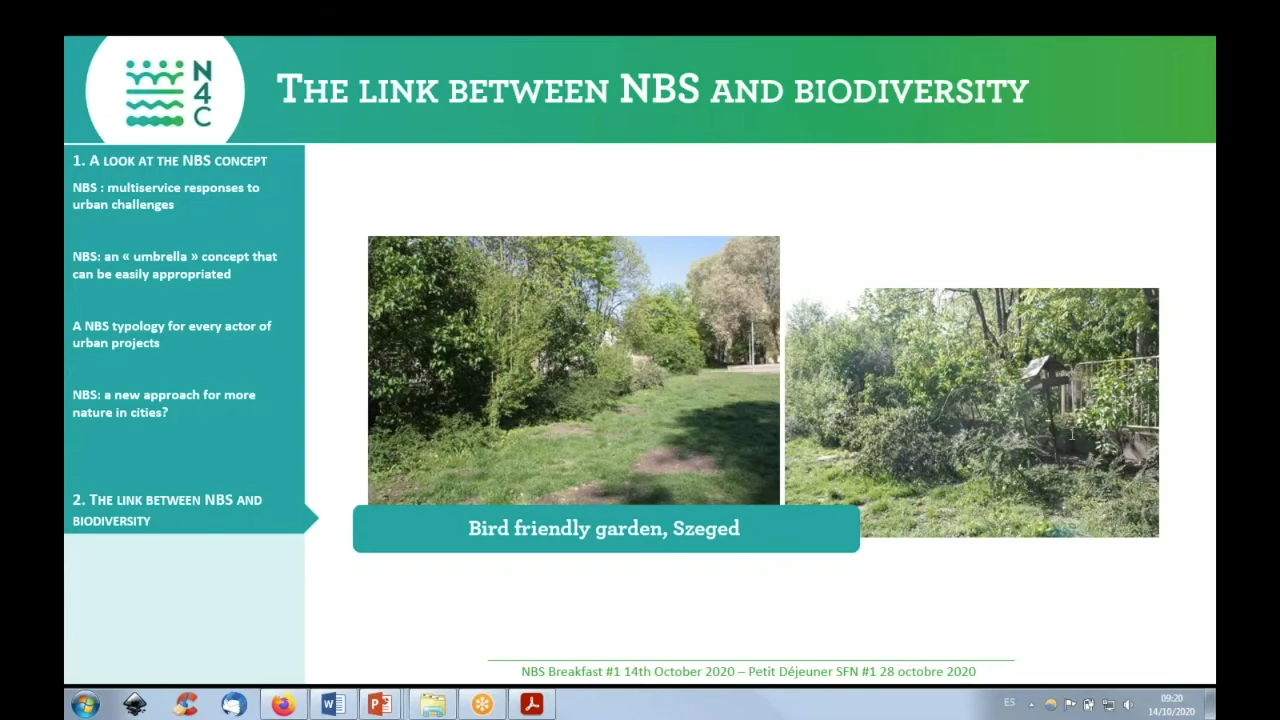 N
4
C
THE LINK BETWEEN NBS AND BIODIVERSITY
1. A LOOK AT THE NBS CONCEPT
NBS : multiservice responses to
urban challenges
NBS: an « umbrella » concept that
can be easily appropriated
A NBS typology for every actor of
urban projects
NBS: a new approach for more
nature in cities?
2. THE LINK BETWEEN NBS AND
BIODIVERSITY
Bird friendly garden, Szeged
NBS Breakfast #1 14th October 2020 – Petit Déjeuner SFN #1 28 octobre 2020
ES
09:20
14/10/2020